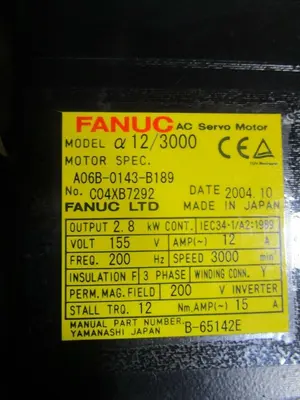 FANUC AC Servo Motor
MODEL α 12/3000
MOTOR SPEC.
A06B-0143-B189
No. C04XB7292 DATE 2004.10
FANUC LTD MADE IN JAPAN
OUTPUT 2.8 kW CONT. IEC34-1/A2:1999
VOLT 155 V AMP(~) 12 A
FREQ. 200 Hz SPEED 3000 min⁻¹
INSULATION F 3 PHASE WINDING CONN. Y
PERM.MAG.FIELD 200 V INVERTER
STALL TRQ. 12 Nm.AMP(~) 15 A
MANUAL PART NUMBER B-65142E
YAMANASHI JAPAN
CE